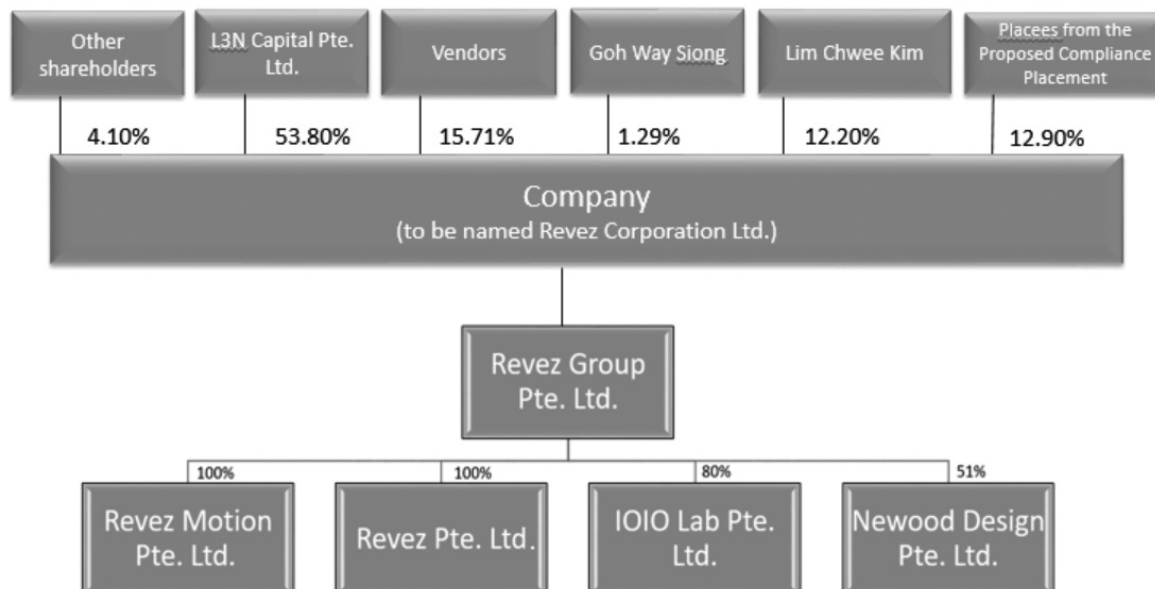 Other
shareholders
L3N Capital Pte.
Ltd.
Vendors
Goh Way Siong
Lim Chwee Kim
Placees from the
Proposed Compliance
Placement
4.10%
53.80%
15.71%
1.29%
12.20%
12.90%
Company
(to be named Revez Corporation Ltd.)
Revez Group
Pte. Ltd.
100%
100%
80%
51%
Revez Motion
Pte. Ltd.
Revez Pte. Ltd.
IOIO Lab Pte.
Ltd.
Newood Design
Pte. Ltd.